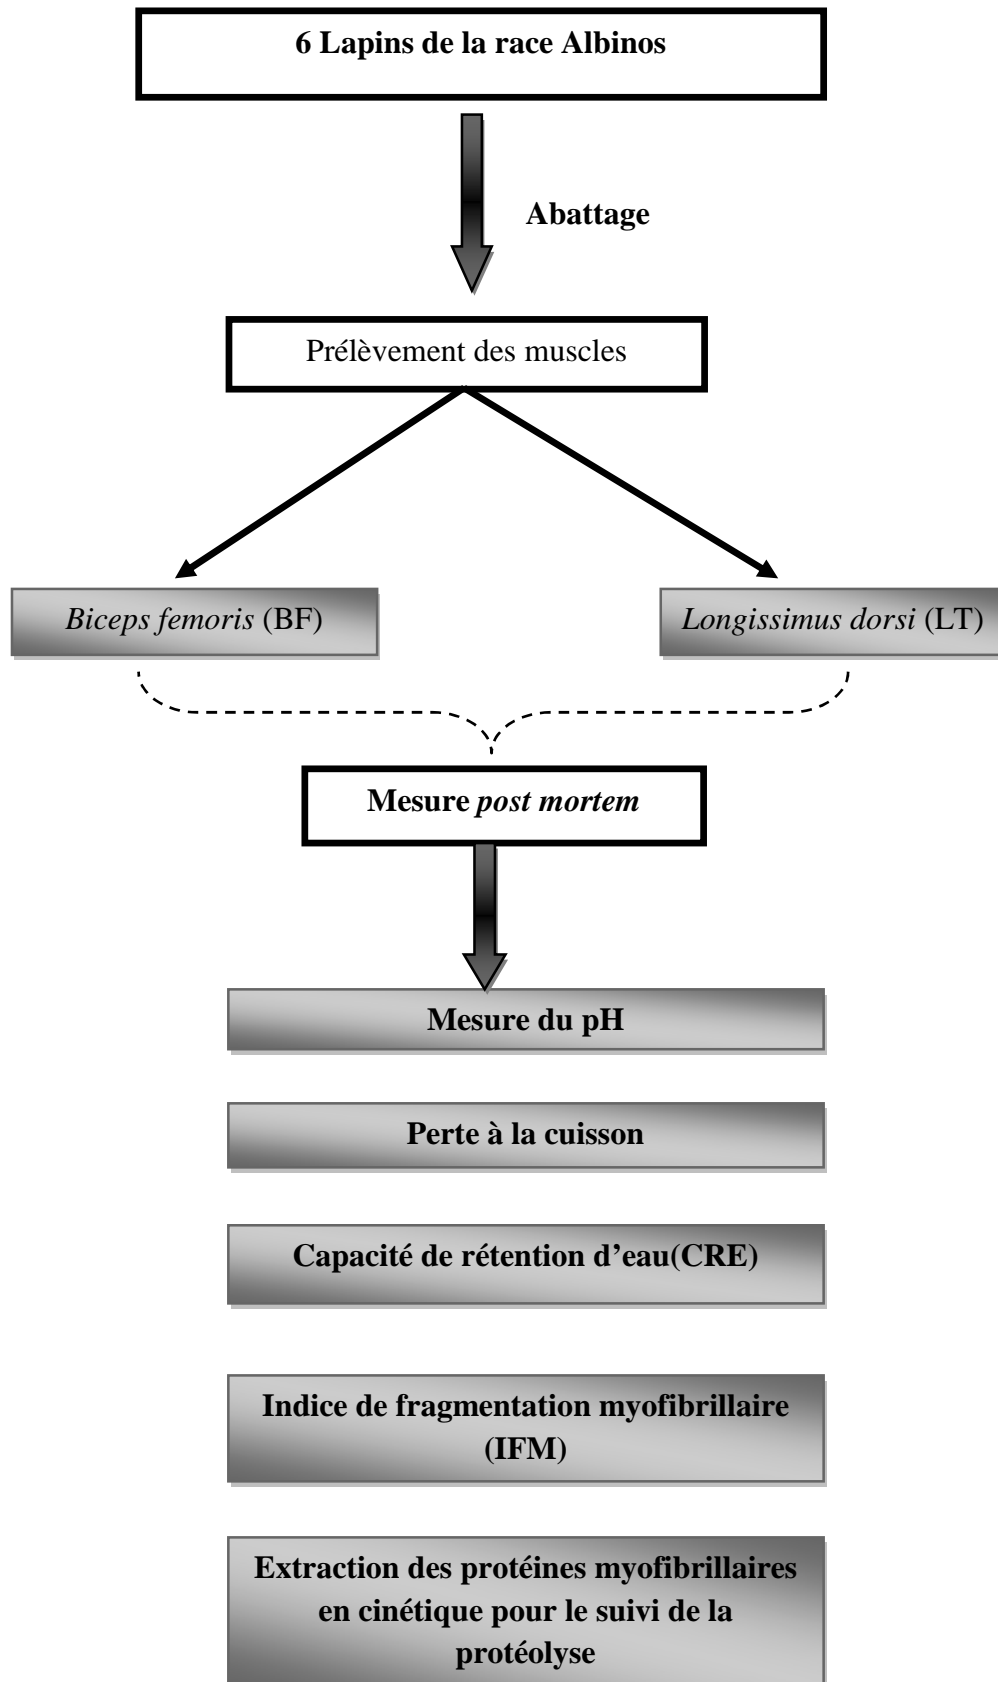 6 Lapins de la race Albinos
Abattage
Prélèvement des muscles
Biceps femoris (BF)
Longissimus dorsi (LT)
Mesure post mortem
Mesure du pH
Perte à la cuisson
Capacité de rétention d’eau(CRE)
Indice de fragmentation myofibrillaire
(IFM)
Extraction des protéines myofibrillaires
en cinétique pour le suivi de la
protéolyse